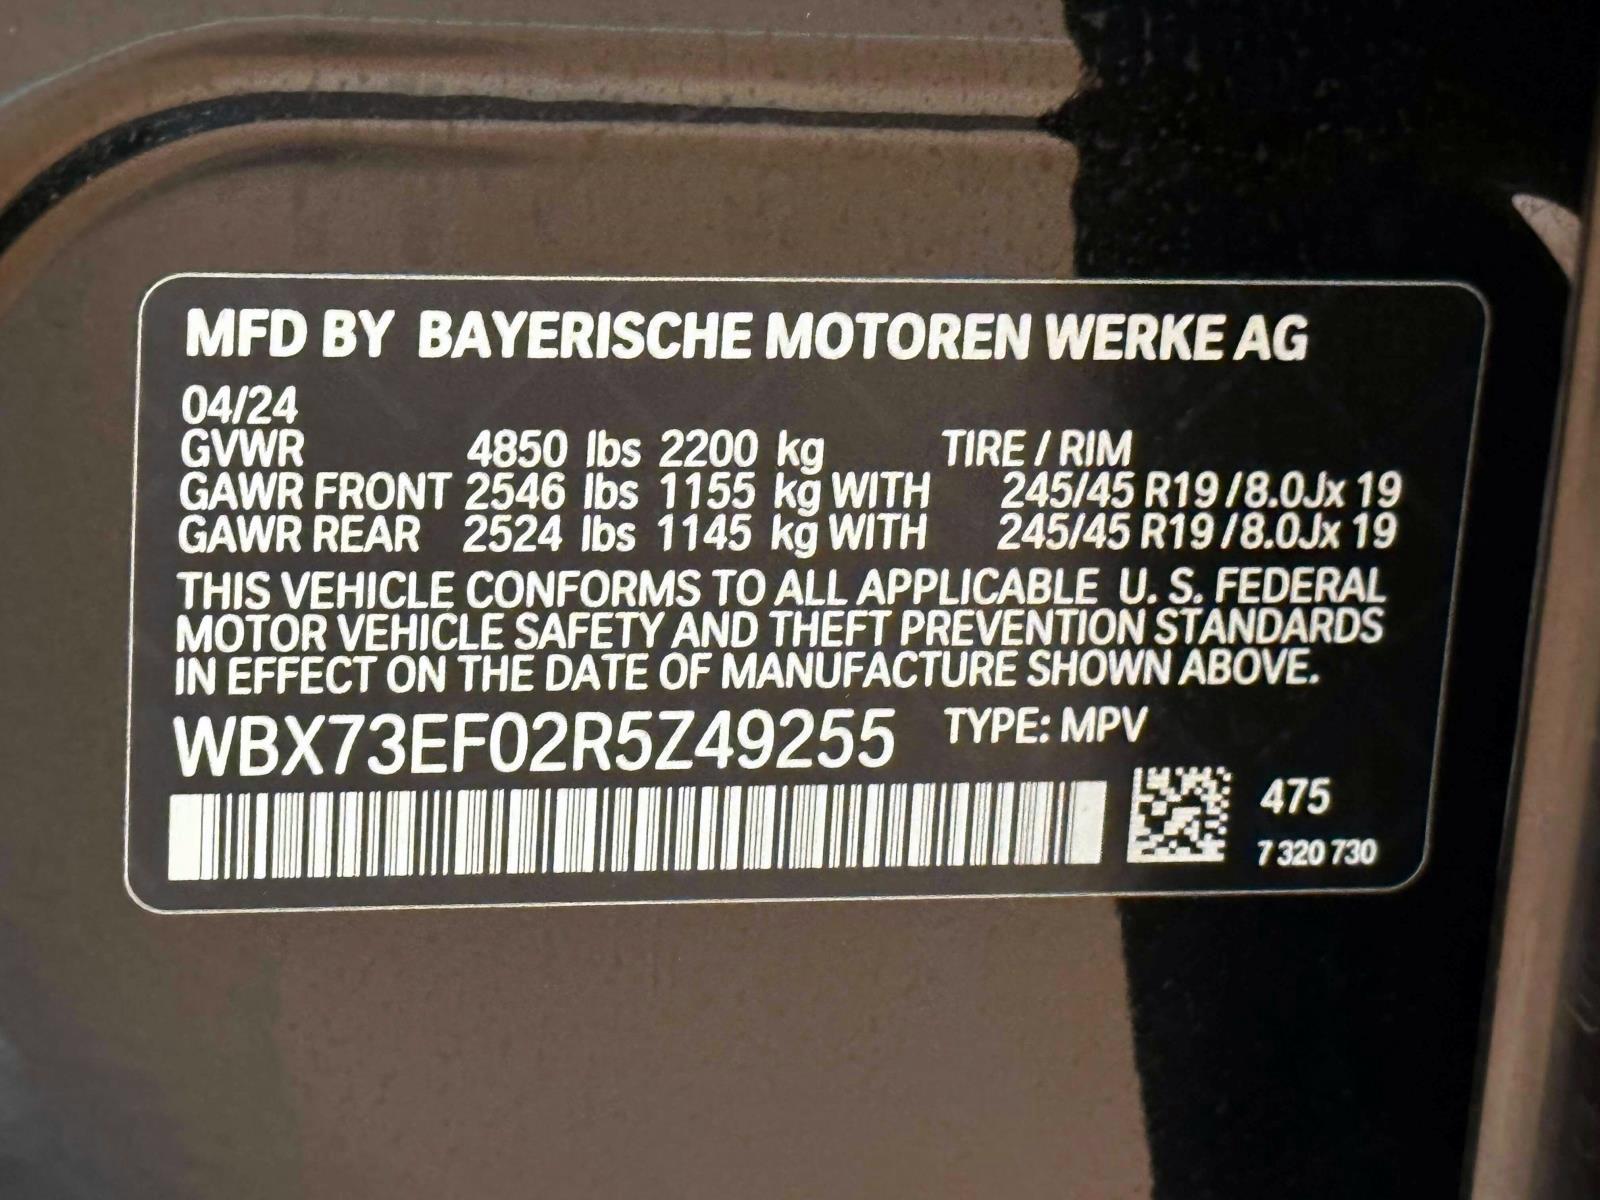 MFD BY BAYERISCHE MOTOREN WERKE AG
04/24
GVWR 4850 lbs 2200 kg TIRE / RIM
GAWR FRONT 2546 lbs 1155 kg WITH 245/45 R19 / 8.0Jx 19
GAWR REAR 2524 lbs 1145 kg WITH 245/45 R19 / 8.0Jx 19
THIS VEHICLE CONFORMS TO ALL APPLICABLE U. S. FEDERAL
MOTOR VEHICLE SAFETY AND THEFT PREVENTION STANDARDS
IN EFFECT ON THE DATE OF MANUFACTURE SHOWN ABOVE.
WBX73EF02R5Z49255 TYPE: MPV
475
7 320 730